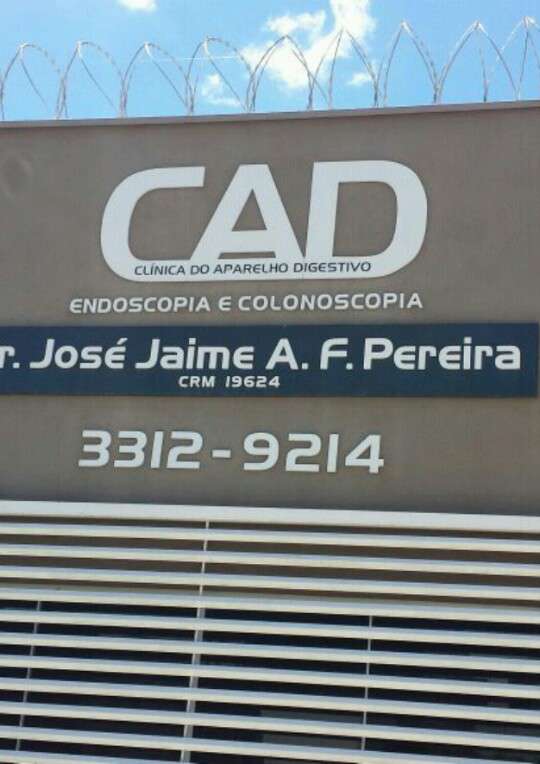 CAD
CLÍNICA DO APARELHO DIGESTIVO
ENDOSCOPIA E COLONOSCOPIA
r. José Jaime A. F. Pereira
CRM 19624
3312-9214